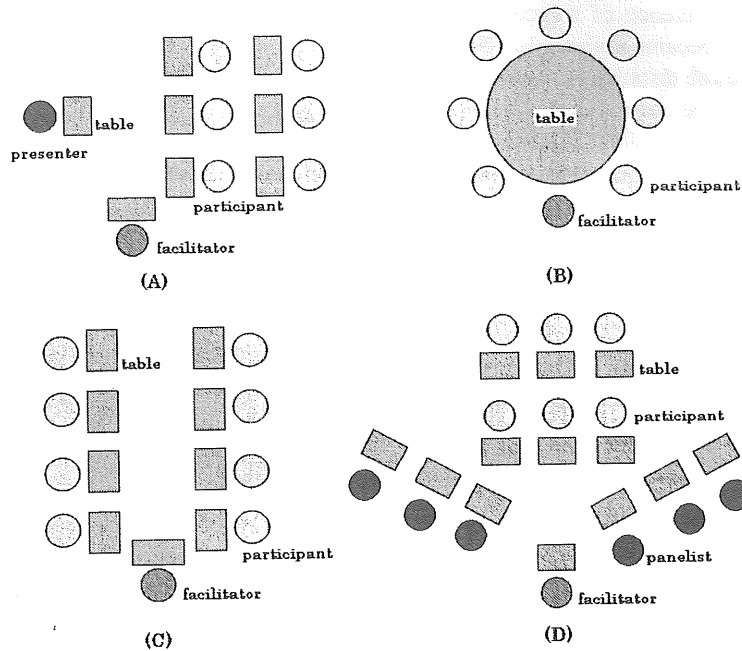 table
presenter
participant
facilitator
(A)
table
participant
facilitator
(B)
table
participant
facilitator
(C)
table
participant
panelist
facilitator
(D)